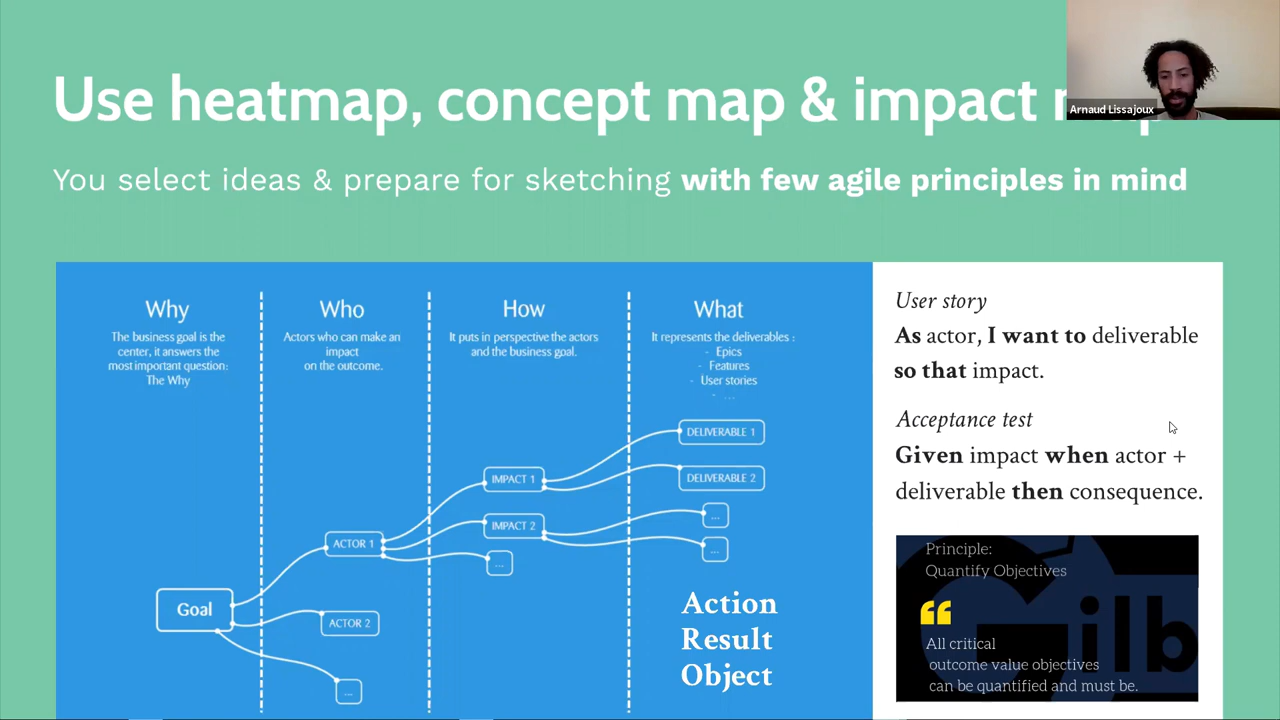 Use heatmap, concept map & impact
Arnaud Lissajoux
You select ideas & prepare for sketching with few agile principles in mind
Why
The business goal is the
center, it answers the
most important question:
The Why
Who
Actors who can make an
impact
on the outcome.
How
It puts in perspective the actors
and the business goal.
What
It represents the deliverables :
- Epics
- Features
- User stories
- ...
DELIVERABLE 1
DELIVERABLE 2
...
...
IMPACT 1
IMPACT 2
...
ACTOR 1
ACTOR 2
...
Goal
Action
Result
Object
User story
As actor, I want to deliverable
so that impact.
Acceptance test
Given impact when actor +
deliverable then consequence.
Principle:
Quantify Objectives
“
All critical
outcome value objectives
can be quantified and must be.
ilb